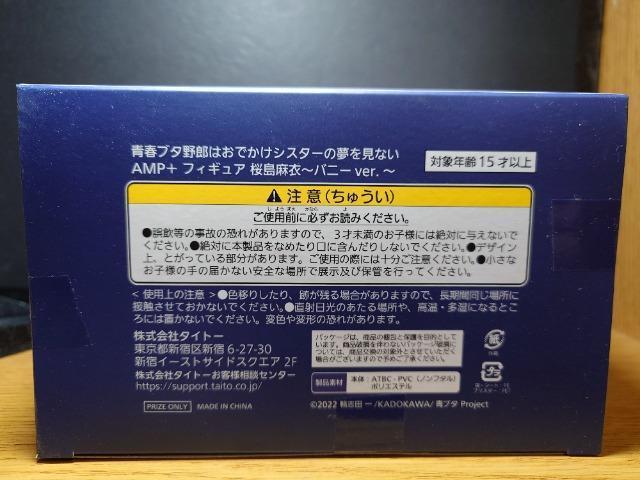 青春ブタ野郎はおでかけシスターの夢を見ない
AMP+ フィギュア 桜島麻衣～バニー ver.～
対象年齢15才以上
⚠注意(ちゅうい)
ご使用前に必ずお読みください。
●誤飲等の事故の恐れがありますので、3才未満のお子様には絶対に与えないで
ください。●絶対に本製品をなめたり口に含んだりしないでください。●デザイン
上、とがっている部分があります。ご使用の際には十分ご注意ください。●小さな
お子様の手の届かない安全な場所で展示及び保管を行ってください。
< 使用上の注意 >●色移りしたり、跡が残る場合がありますので、長期間同じ場所に
接触させておかないでください。●直射日光のあたる場所や、高温・多湿になるところ
には置かないでください。変色や変形の恐れがあります。
株式会社タイトー
東京都新宿区新宿 6-27-30
新宿イーストサイドスクエア 2F
株式会社タイトーお客様相談センター
https://support.taito.co.jp/
PRIZE ONLY
MADE IN CHINA
パッケージは、商品の梱包と保護を目的としてい
ます。商品破損を伴わないパッケージ破損に
ついては、商品交換の対象外とさせていただく
場合がございますので、ご了承ください。
製品素材
本体:ATBC-PVC(ノンフタル)
ポリエステル
©2022 鴨志田 一/KADOKAWA/青ブタ Project
紙
外箱
プラ